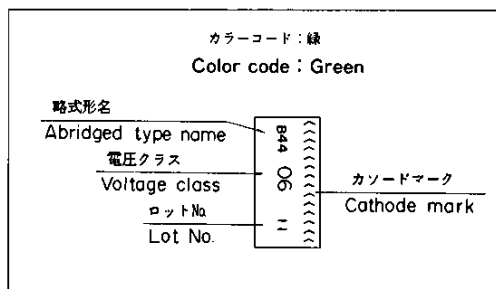 カラーコード：緑
Color code : Green
略式形名
Abridged type name
電圧クラス
Voltage class
ロットNo.
Lot No.
B44 06
カソードマーク
Cathode mark